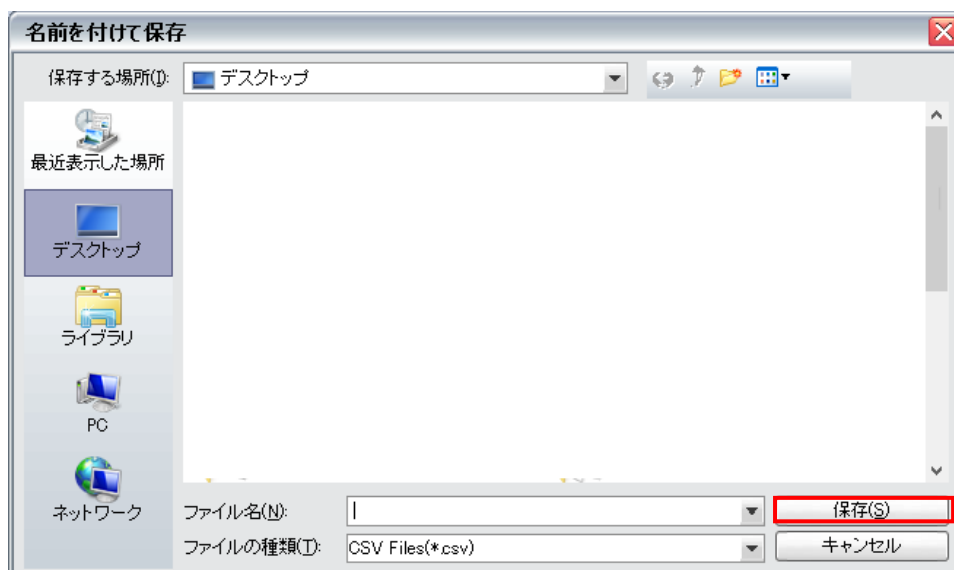 名前を付けて保存
保存する場所(I):
デスクトップ
最近表示した場所
デスクトップ
ライブラリ
PC
ネットワーク
ファイル名(N):
保存(S)
ファイルの種類(T):
CSV Files(*.csv)
キャンセル